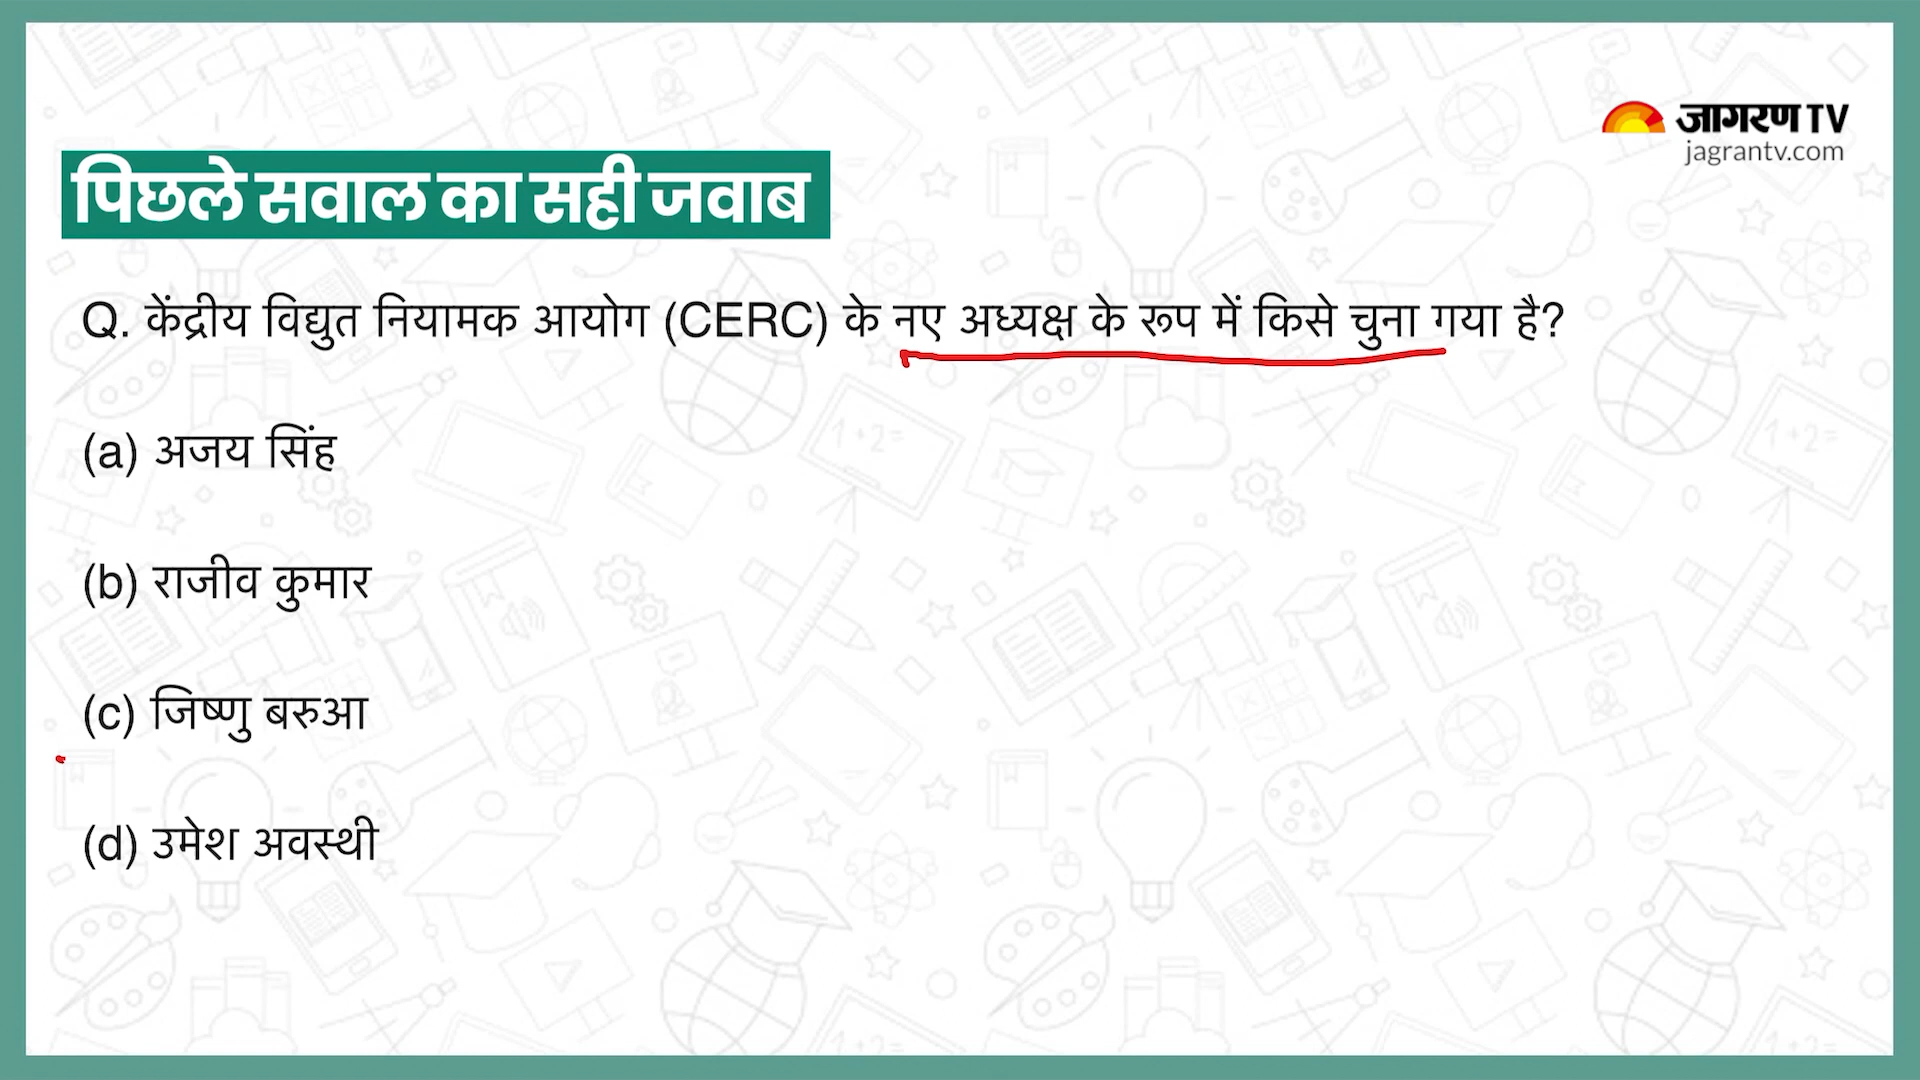 जागरण TV
jagrantv.com
पिछले सवाल का सही जवाब
Q. केंद्रीय विद्युत नियामक आयोग (CERC) के नए अध्यक्ष के रूप में किसे चुना गया है?
(a) अजय सिंह
(b) राजीव कुमार
(c) जिष्णु बरुआ
(d) उमेश अवस्थी